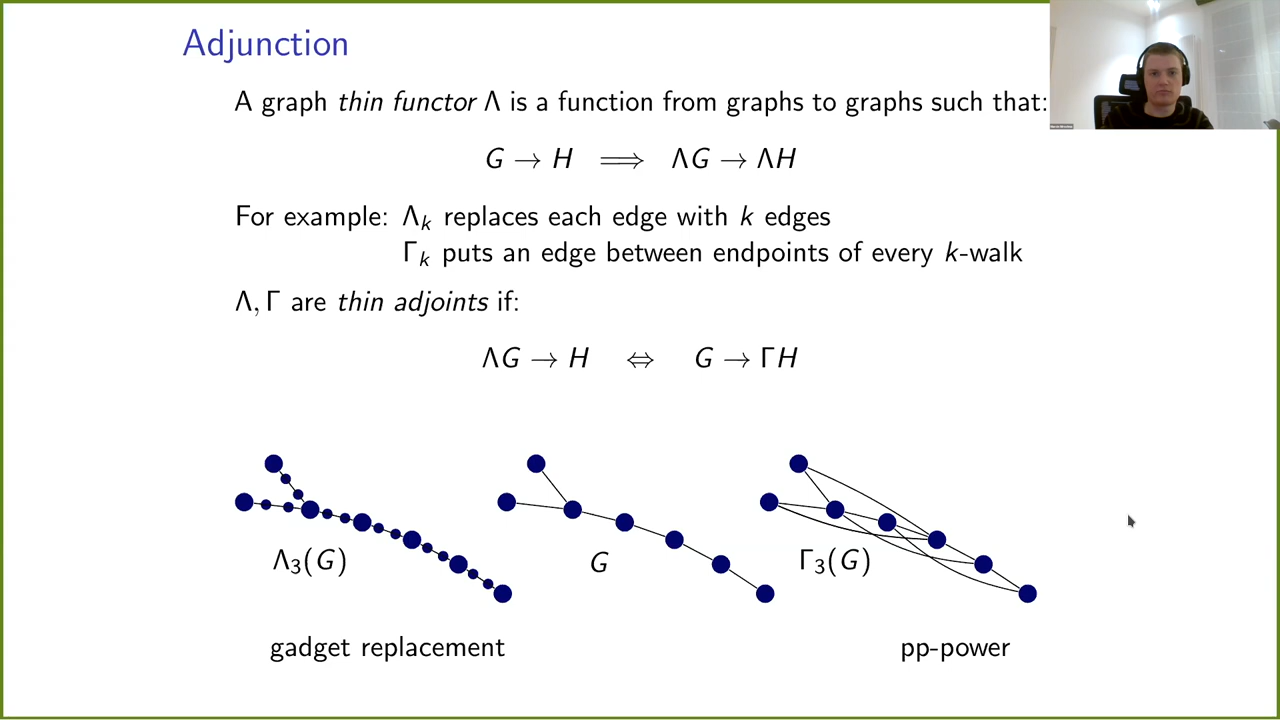 Adjunction
A graph thin functor Λ is a function from graphs to graphs such that:
G → H ⟹ ΛG → ΛH
For example: Λₖ replaces each edge with k edges
Γₖ puts an edge between endpoints of every k-walk
Λ, Γ are thin adjoints if:
ΛG → H ⇔ G → ΓH
Λ₃(G) G Γ₃(G)
gadget replacement pp-power